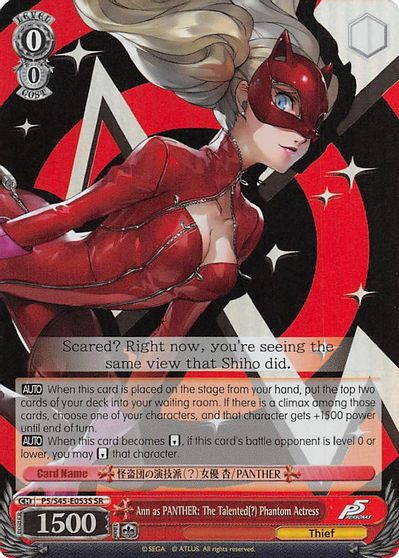 LEVEL
0
0
COST
Scared? Right now, you're seeing the
same view that Shiho did.
AUTO When this card is placed on the stage from your hand, put the top two
cards of your deck into your waiting room. If there is a climax among those
cards, choose one of your characters, and that character gets +1500 power
until end of turn.
AUTO When this card becomes, if this card's battle opponent is level 0 or
lower, you may that character.
Card Name 怪盗団の演技派(?)女優 杏/PANTHER
CH P5/S45-E053S SR
POWER 1500 Ann as PANTHER: The Talented(?) Phantom Actress
P5 PERSONA5
Thief
©SEGA. ©ATLUS. All rights reserved.